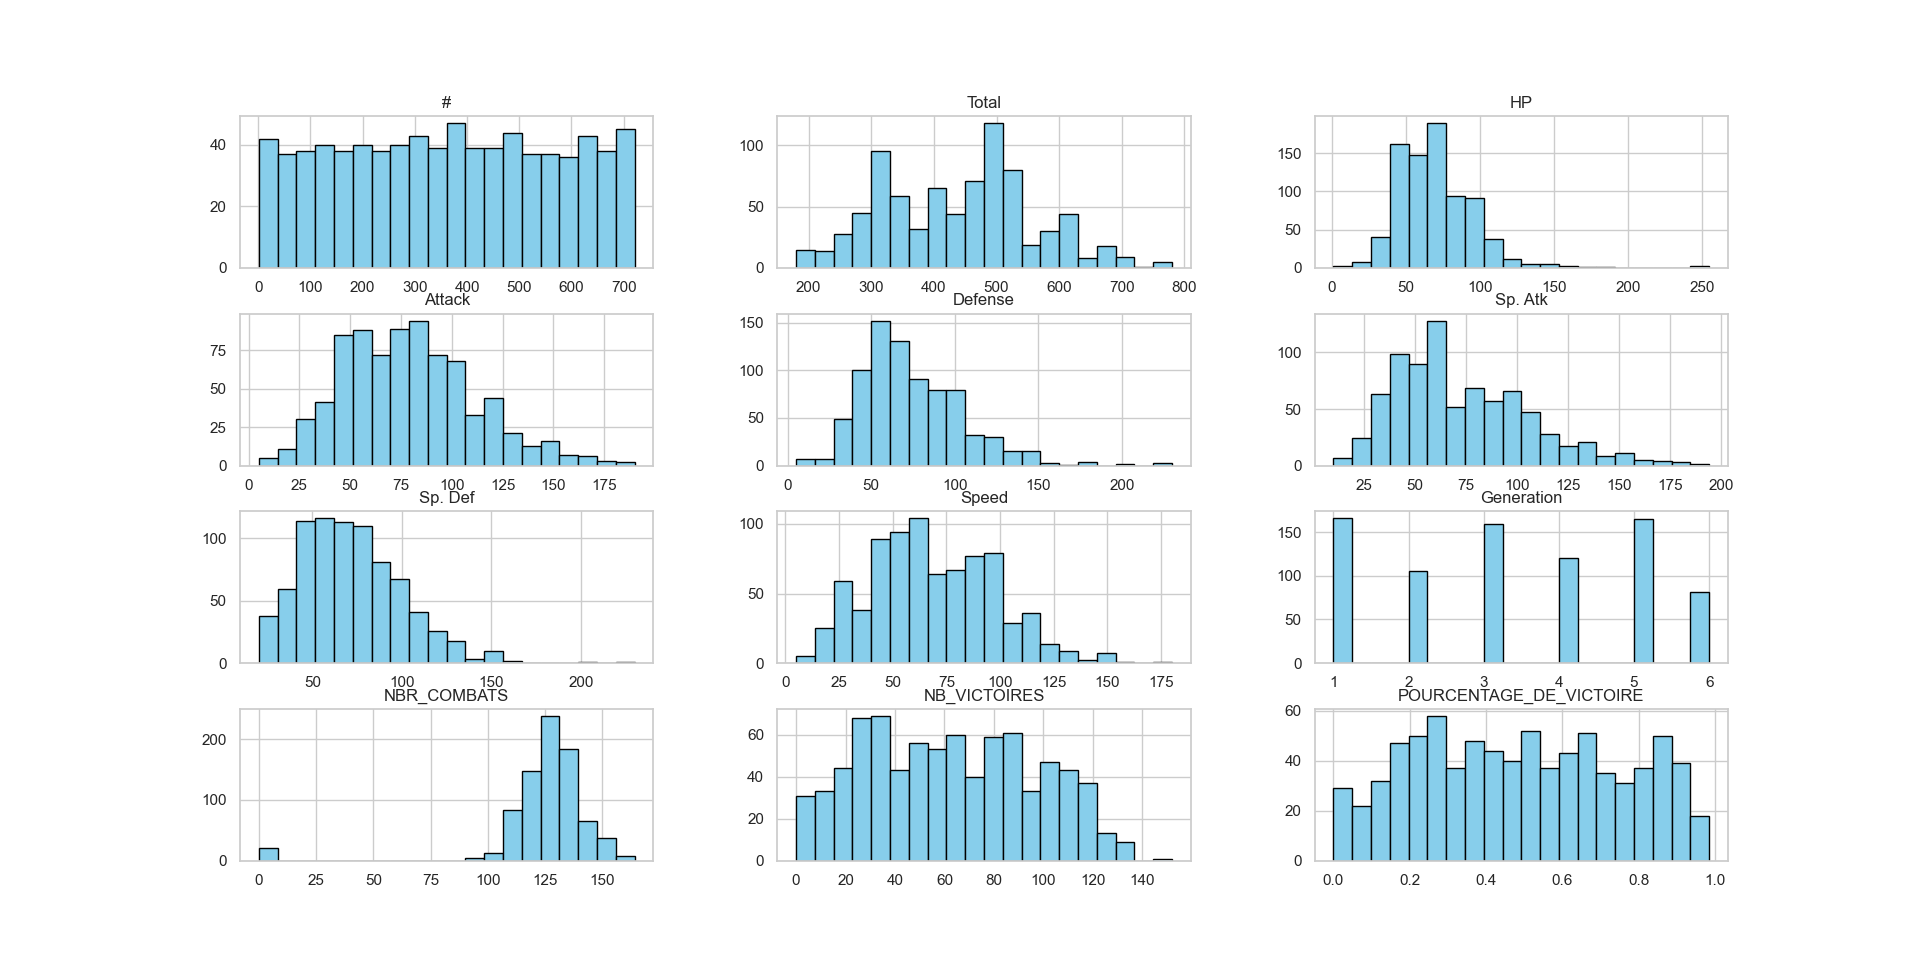 #
40
20
0
0 100 200 300 400 500 600 700
Total
100
50
0
200 300 400 500 600 700 800
HP
150
100
50
0
0 50 100 150 200 250
Attack
75
50
25
0
0 25 50 75 100 125 150 175
Defense
150
100
50
0
0 50 100 150 200
Sp. Atk
100
50
0
25 50 75 100 125 150 175 200
Sp. Def
100
50
0
50 100 150 200
Speed
100
50
0
0 25 50 75 100 125 150 175
Generation
150
100
50
0
1 2 3 4 5 6
NBR_COMBATS
200
100
0
0 25 50 75 100 125 150
NB_VICTOIRES
60
40
20
0
0 20 40 60 80 100 120 140
POURCENTAGE_DE_VICTOIRE
60
40
20
0
0.0 0.2 0.4 0.6 0.8 1.0